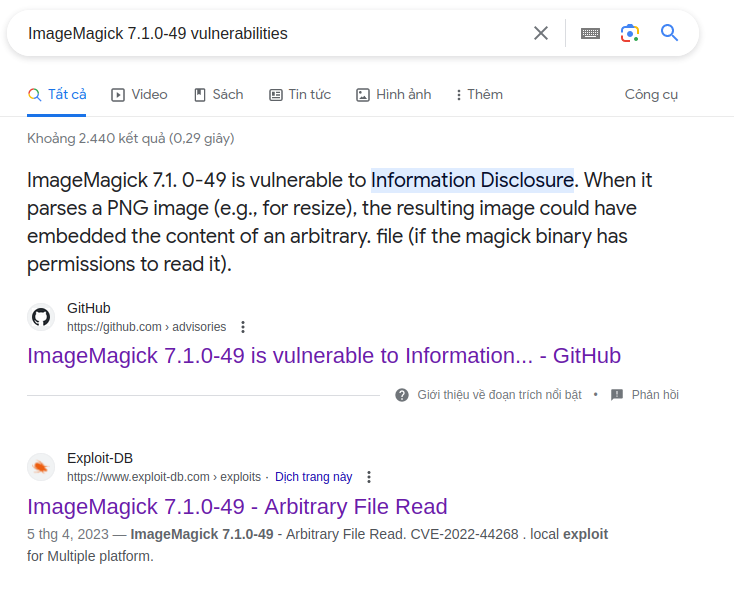 ImageMagick 7.1.0-49 vulnerabilities
Tất cả Video Sách Tin tức Hình ảnh Thêm Công cụ
Khoảng 2.440 kết quả (0,29 giây)
ImageMagick 7.1. 0-49 is vulnerable to Information Disclosure. When it
parses a PNG image (e.g., for resize), the resulting image could have
embedded the content of an arbitrary. file (if the magick binary has
permissions to read it).
GitHub
https://github.com › advisories
ImageMagick 7.1.0-49 is vulnerable to Information... - GitHub
Giới thiệu về đoạn trích nổi bật • Phản hồi
Exploit-DB
https://www.exploit-db.com › exploits · Dịch trang này
ImageMagick 7.1.0-49 - Arbitrary File Read
5 thg 4, 2023 — ImageMagick 7.1.0-49 - Arbitrary File Read. CVE-2022-44268 . local exploit
for Multiple platform.